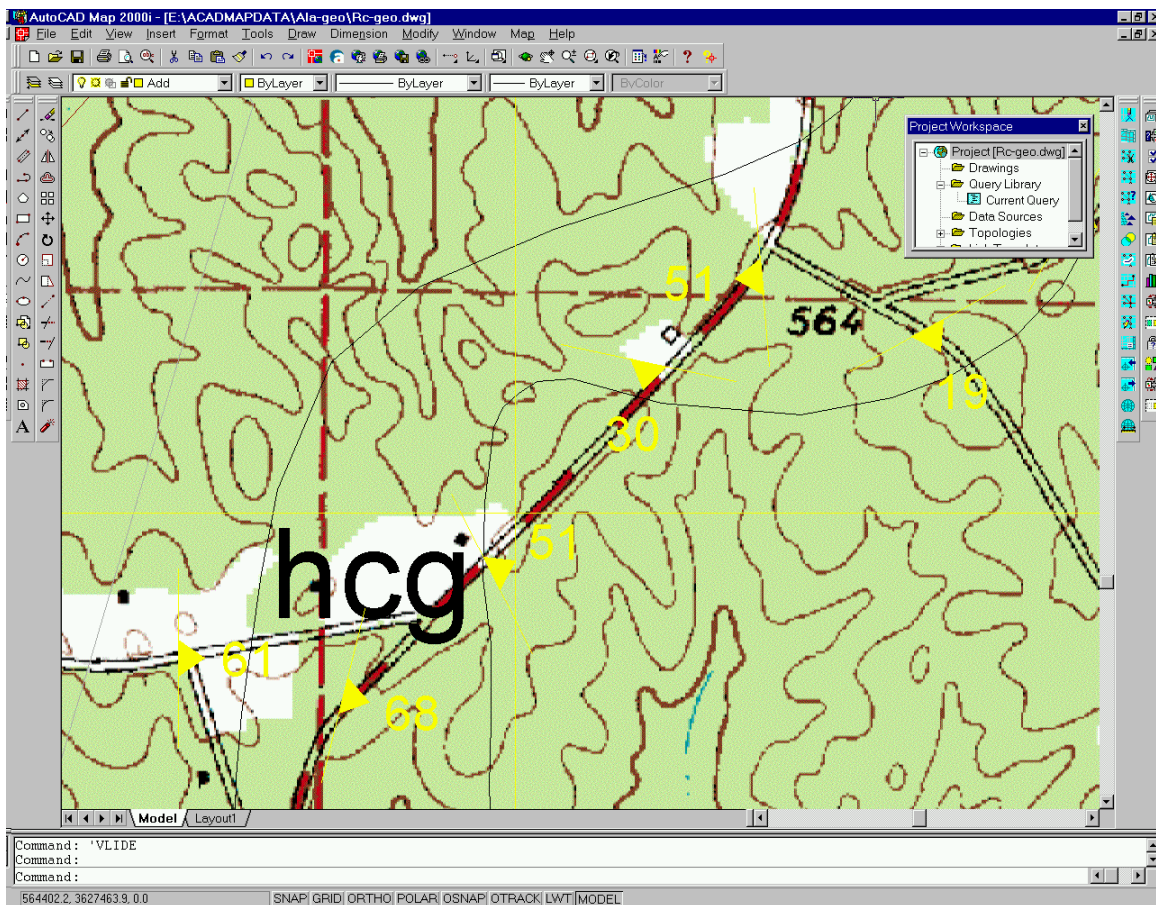 AutoCAD Map 2000i - [E:\ACADMAPDATA\Ala-geo\Rc-geo.dwg]
File Edit View Insert Format Tools Draw Dimension Modify Window Map Help
Add ByLayer ByLayer ByLayer ByColor
Project Workspace
Project [Rc-geo.dwg]
Drawings
Query Library
Current Query
Data Sources
Topologies
51
564
19
30
51
hcg
61
68
Model Layout1
Command: 'VLIDE
Command:
Command:
564402.2, 3627463.9, 0.0 SNAP GRID ORTHO POLAR OSNAP OTRACK LWT MODEL